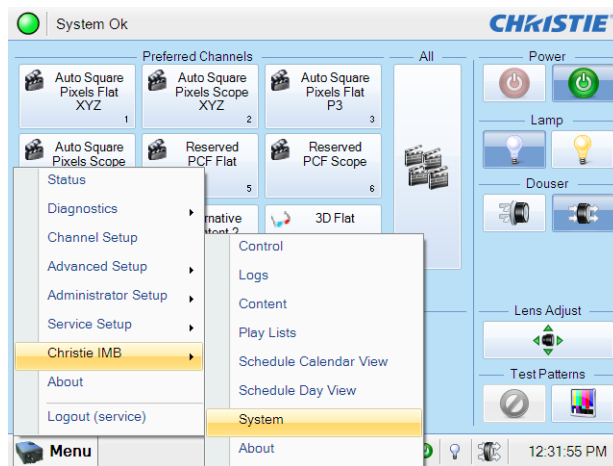 System Ok
CHRISTIE
Preferred Channels
All
Power
Auto Square
Pixels Flat
XYZ
1
Auto Square
Pixels Scope
XYZ
2
Auto Square
Pixels Flat
P3
3
Lamp
Auto Square
Pixels Scope
Reserved
PCF Flat
5
Reserved
PCF Scope
6
Douser
3D Flat
Status
Diagnostics
Channel Setup
Advanced Setup
Administrator Setup
Service Setup
Christie IMB
About
Logout (service)
Control
Logs
Content
Play Lists
Schedule Calendar View
Schedule Day View
System
About
Lens Adjust
Test Patterns
Menu
12:31:55 PM